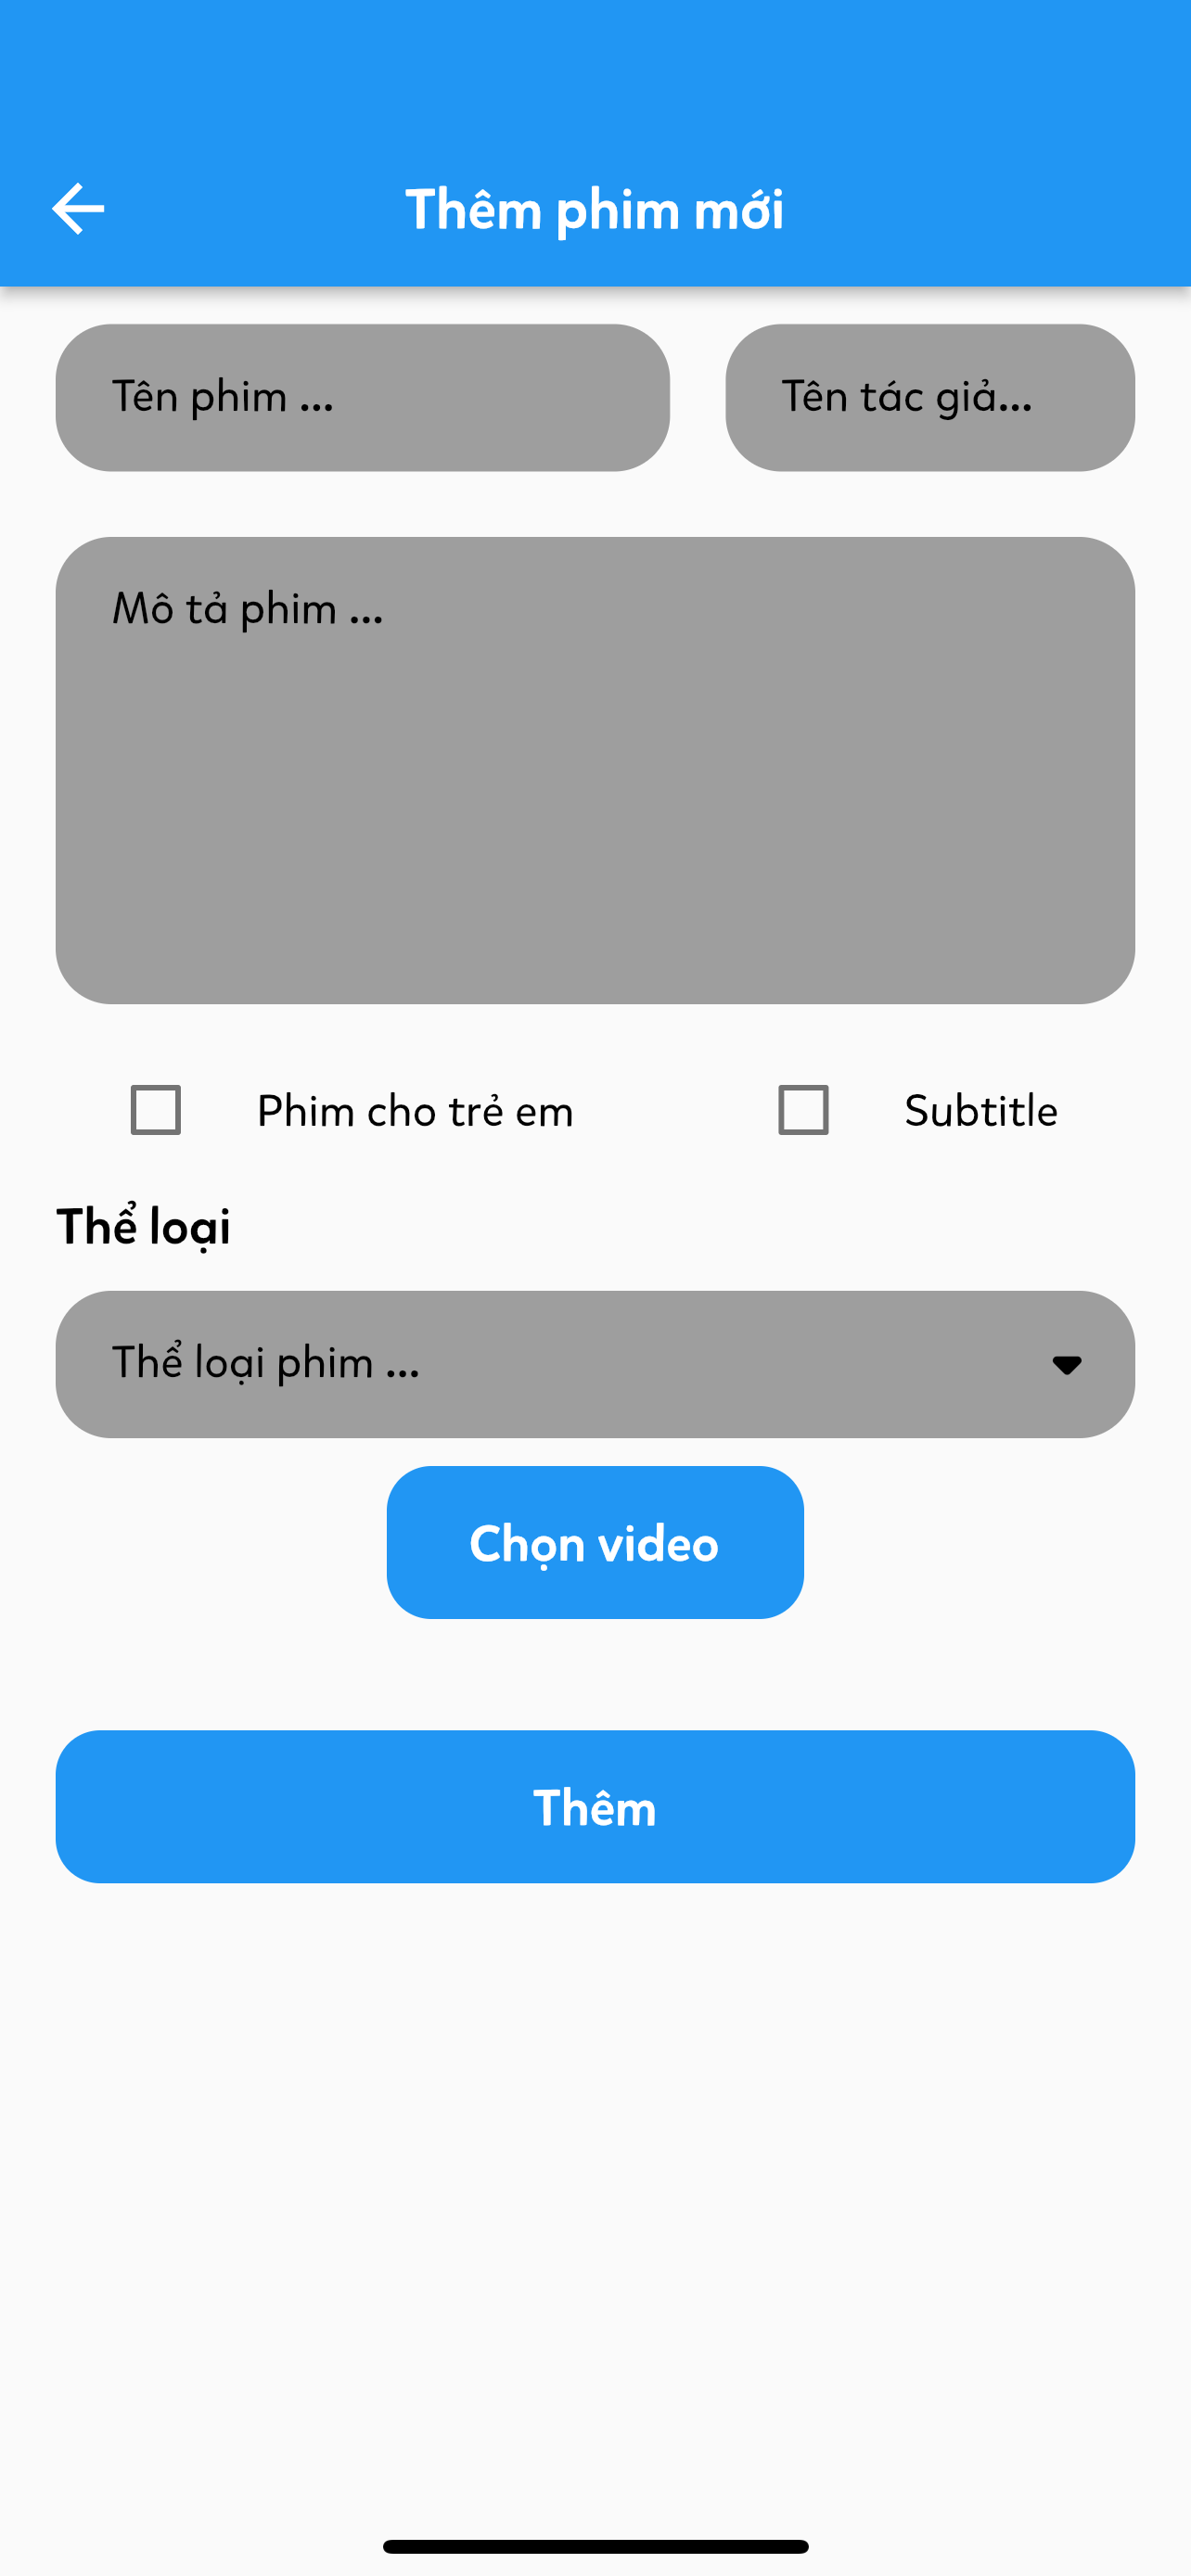 Thêm phim mới
Tên phim ...
Tên tác giả...
Mô tả phim ...
Phim cho trẻ em
Subtitle
Thể loại
Thể loại phim ...
Chọn video
Thêm